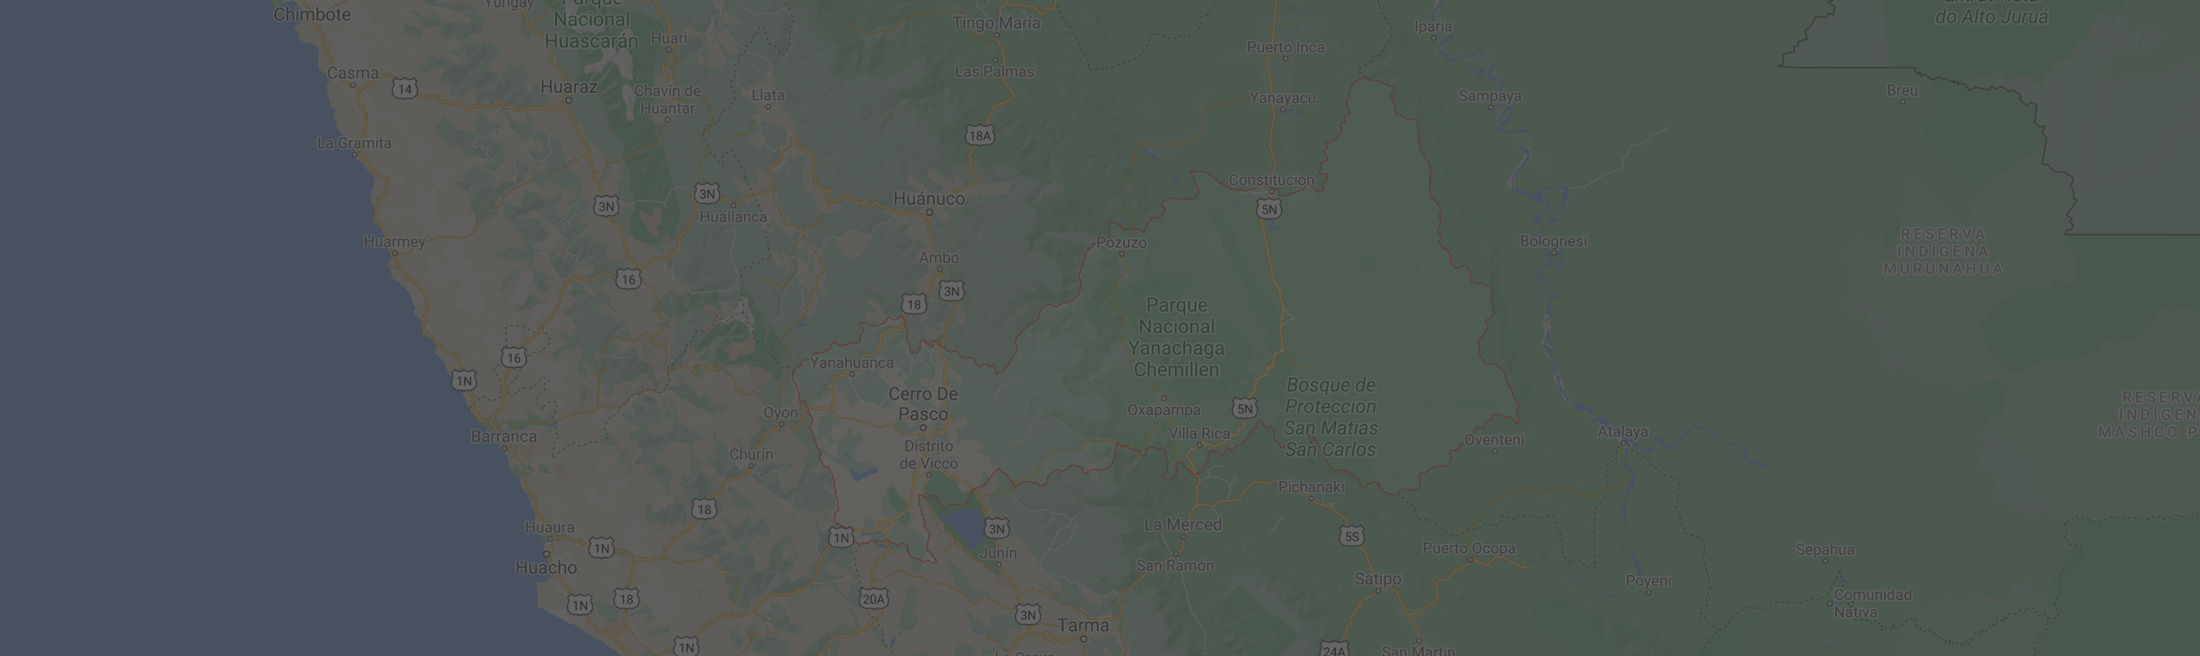 Chimbote
Yungay
Parque
Nacional
Huascarán
Huari
Tingo María
Las Palmas
Puerto Inca
Iparia
do Alto Juruá
Casma
14
Huaraz
Chavín de
Huantar
Llata
Yanayacu
Sampaya
Breu
La Gramita
18A
Constitucion
3N
3N
Huallanca
Huánuco
5N
Huarmey
Pozuzo
Bolognesi
RESERVA
INDÍGENA
MURUNAHUA
Ambo
16
18
3N
Parque
Nacional
Yanachaga
Chemillen
16
1N
Yanahuanca
Cerro De
Pasco
Oyón
Oxapampa
5N
Bosque de
Proteccion
San Matias
San Carlos
RESERVA
INDÍGEN
MASHCO P
Barranca
Villa Rica
Oventeni
Atalaya
Churín
Distrito
de Vicco
Pichanaki
18
Huaura
1N
1N
3N
La Merced
5S
Puerto Ocopa
Sepahua
Huacho
Junín
San Ramón
Satipo
Poyeni
1N
18
20A
3N
Comunidad
Nativa
Tarma
1N
La Oroya
24A
San Martín